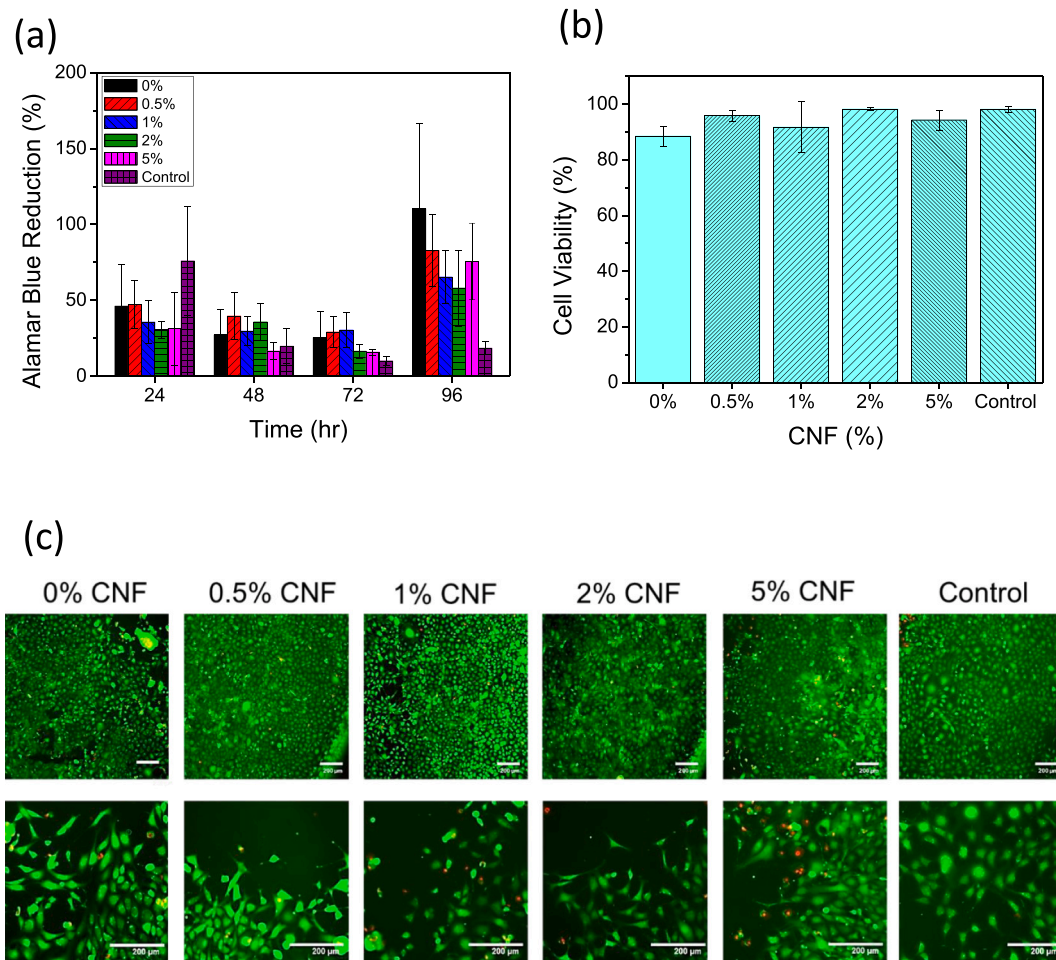 (a)
200
150
100
50
0
Alamar Blue Reduction (%)
0%
0.5%
1%
2%
5%
Control
24 48 72 96
Time (hr)
(b)
100
80
60
40
20
0
Cell Viability (%)
0% 0.5% 1% 2% 5% Control
CNF (%)
(c)
0% CNF 0.5% CNF 1% CNF 2% CNF 5% CNF Control
200 μm 200 μm 200 μm 200 μm 200 μm
200 μm 200 μm 200 μm 200 μm 200 μm 200 μm